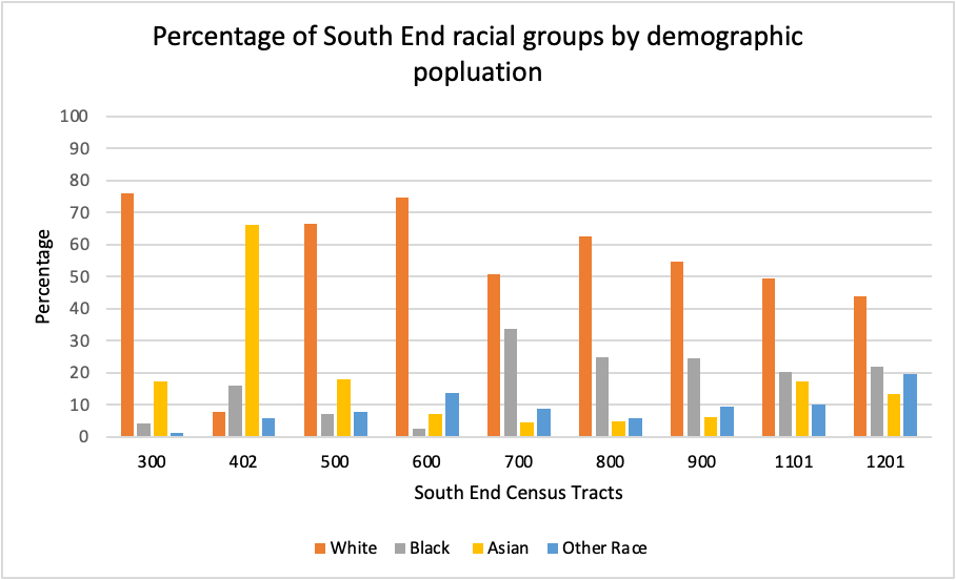 Percentage of South End racial groups by demographic
popluation
100
90
80
70
60
50
40
30
20
10
0
Percentage
300 402 500 600 700 800 900 1101 1201
South End Census Tracts
White Black Asian Other Race